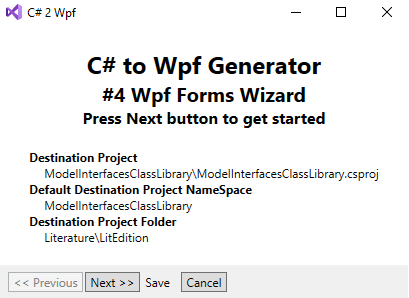 C# 2 Wpf
C# to Wpf Generator
#4 Wpf Forms Wizard
Press Next button to get started
Destination Project
ModelInterfacesClassLibrary\ModelInterfacesClassLibrary.csproj
Default Destination Project NameSpace
ModelInterfacesClassLibrary
Destination Project Folder
Literature\LitEdition
<< Previous Next >> Save Cancel